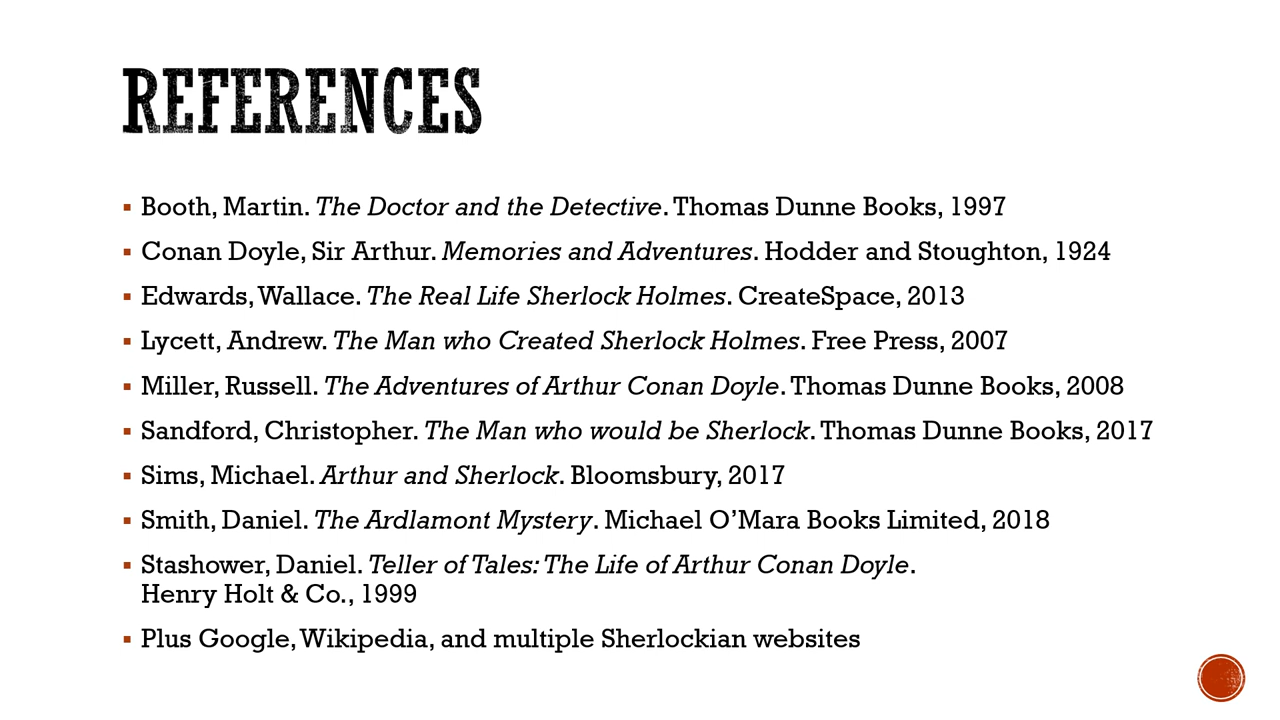 REFERENCES
▪ Booth, Martin. The Doctor and the Detective. Thomas Dunne Books, 1997
▪ Conan Doyle, Sir Arthur. Memories and Adventures. Hodder and Stoughton, 1924
▪ Edwards, Wallace. The Real Life Sherlock Holmes. CreateSpace, 2013
▪ Lycett, Andrew. The Man who Created Sherlock Holmes. Free Press, 2007
▪ Miller, Russell. The Adventures of Arthur Conan Doyle. Thomas Dunne Books, 2008
▪ Sandford, Christopher. The Man who would be Sherlock. Thomas Dunne Books, 2017
▪ Sims, Michael. Arthur and Sherlock. Bloomsbury, 2017
▪ Smith, Daniel. The Ardlamont Mystery. Michael O’Mara Books Limited, 2018
▪ Stashower, Daniel. Teller of Tales: The Life of Arthur Conan Doyle.
Henry Holt & Co., 1999
▪ Plus Google, Wikipedia, and multiple Sherlockian websites